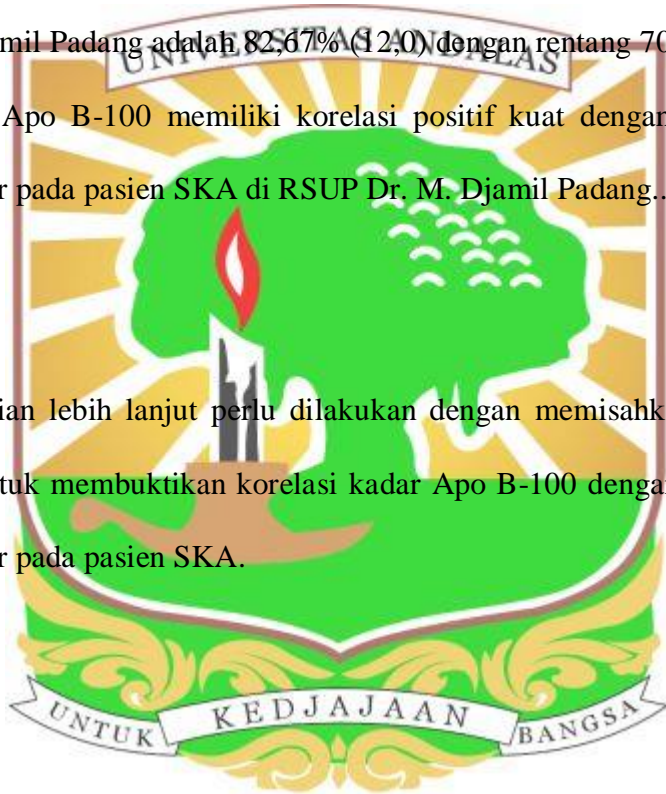 mil Padang adalah 82,67% (12,0) dengan rentang 70
UNIVERSITAS ANDALAS
Apo B-100 memiliki korelasi positif kuat dengan
r pada pasien SKA di RSUP Dr. M. Djamil Padang..
ian lebih lanjut perlu dilakukan dengan memisahk
tuk membuktikan korelasi kadar Apo B-100 dengan
r pada pasien SKA.
UNTUK KEDJAJAAN BANGSA